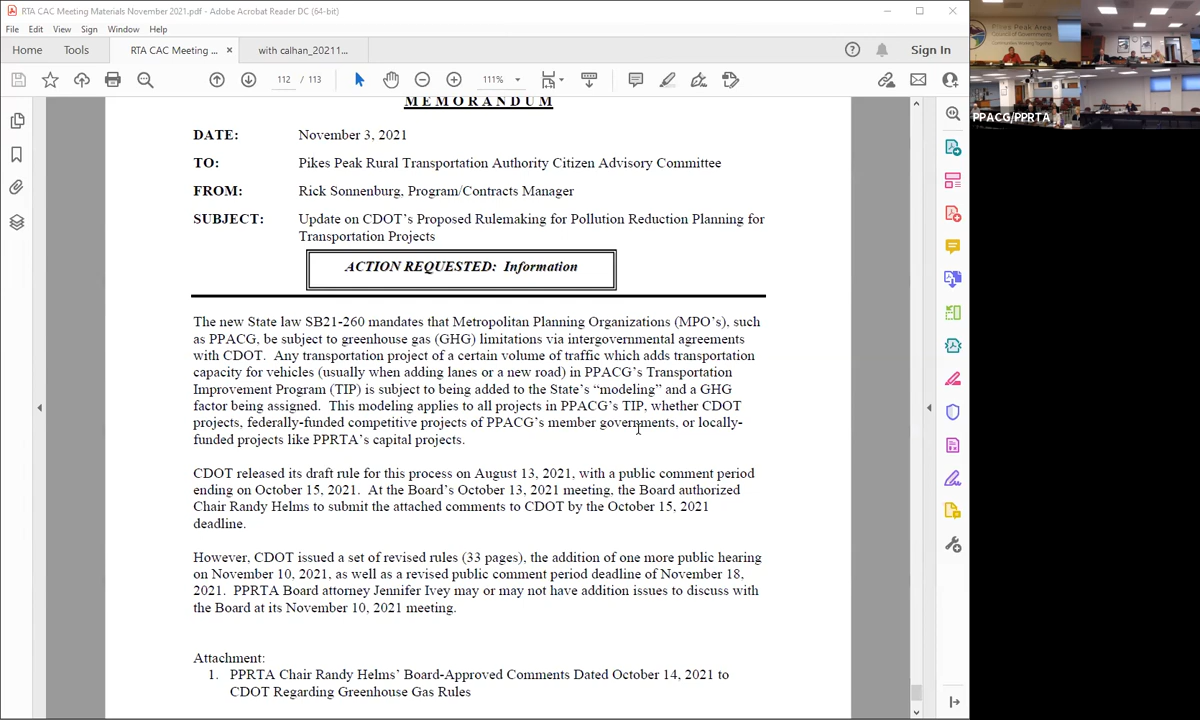 RTA CAC Meeting Materials November 2021.pdf - Adobe Acrobat Reader DC (64-bit)
File Edit View Sign Window Help
Home Tools RTA CAC Meeting ... × with calhan_20211... Sign In
112 / 113 111%
MEMORANDUM
DATE: November 3, 2021
TO: Pikes Peak Rural Transportation Authority Citizen Advisory Committee
FROM: Rick Sonnenburg, Program/Contracts Manager
SUBJECT: Update on CDOT's Proposed Rulemaking for Pollution Reduction Planning for
Transportation Projects
ACTION REQUESTED: Information
The new State law SB21-260 mandates that Metropolitan Planning Organizations (MPO's), such
as PPACG, be subject to greenhouse gas (GHG) limitations via intergovernmental agreements
with CDOT. Any transportation project of a certain volume of traffic which adds transportation
capacity for vehicles (usually when adding lanes or a new road) in PPACG's Transportation
Improvement Program (TIP) is subject to being added to the State's "modeling" and a GHG
factor being assigned. This modeling applies to all projects in PPACG's TIP, whether CDOT
projects, federally-funded competitive projects of PPACG's member governments, or locally-
funded projects like PPRTA's capital projects.
CDOT released its draft rule for this process on August 13, 2021, with a public comment period
ending on October 15, 2021. At the Board's October 13, 2021 meeting, the Board authorized
Chair Randy Helms to submit the attached comments to CDOT by the October 15, 2021
deadline.
However, CDOT issued a set of revised rules (33 pages), the addition of one more public hearing
on November 10, 2021, as well as a revised public comment period deadline of November 18,
2021. PPRTA Board attorney Jennifer Ivey may or may not have addition issues to discuss with
the Board at its November 10, 2021 meeting.
Attachment:
1. PPRTA Chair Randy Helms' Board-Approved Comments Dated October 14, 2021 to
CDOT Regarding Greenhouse Gas Rules
Pikes Peak Area
Council of Governments
PPACG/PPRTA